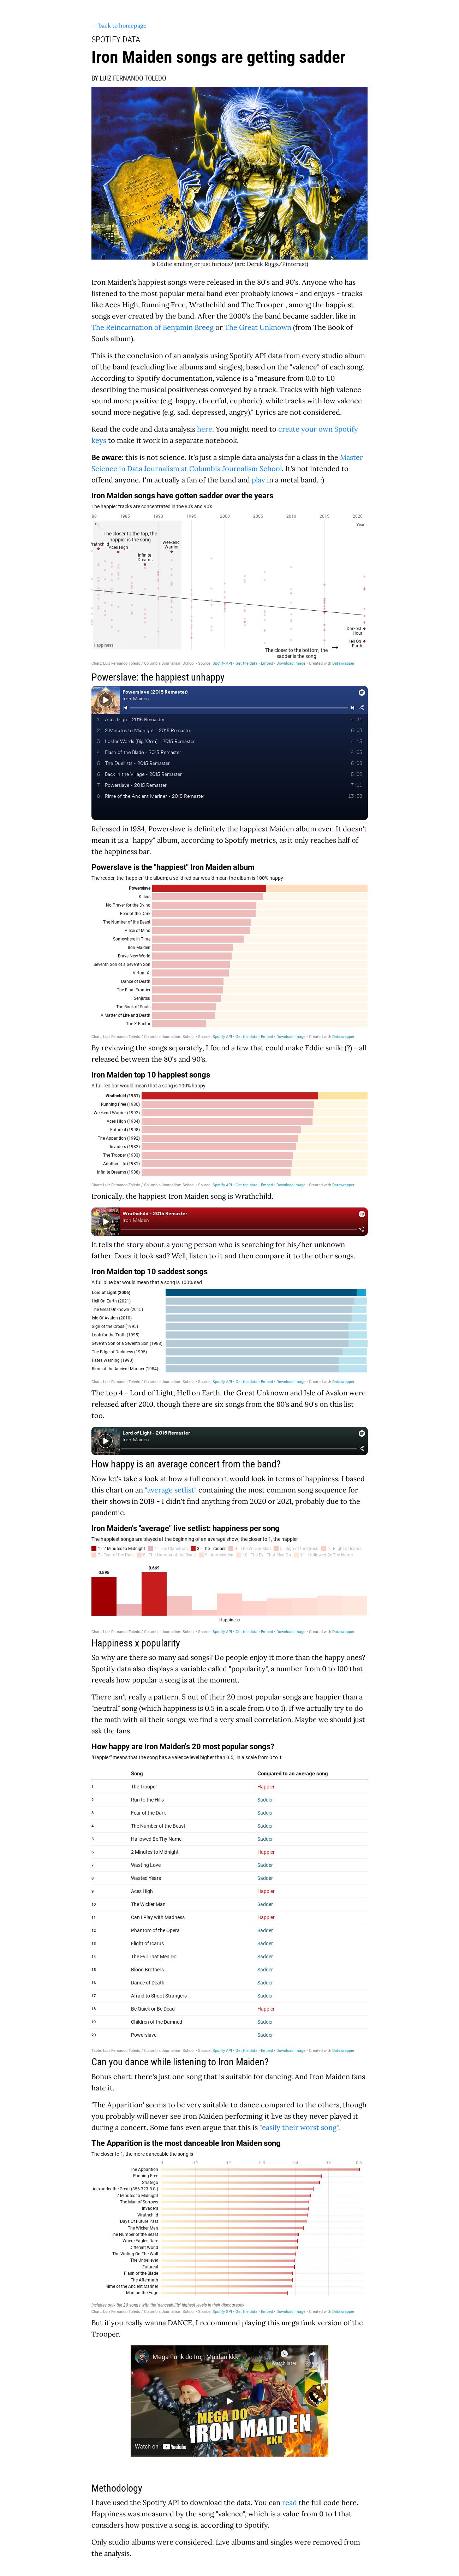 ← back to homepage
SPOTIFY DATA
Iron Maiden songs are getting sadder
BY LUIZ FERNANDO TOLEDO
Is Eddie smiling or just furious? (art: Derek Riggs/Pinterest)
Iron Maiden's happiest songs were released in the 80's and 90's. Anyone who has
listened to the most popular metal band ever probably knows - and enjoys - tracks
like Aces High, Running Free, Wrathchild and The Trooper , among the happiest
songs ever created by the band. After the 2000's the band became sadder, like in
The Reincarnation of Benjamin Breeg or The Great Unknown (from The Book of
Souls album).
This is the conclusion of an analysis using Spotify API data from every studio album
of the band (excluding live albums and singles), based on the "valence" of each song.
According to Spotify documentation, valence is a "measure from 0.0 to 1.0
describing the musical positiveness conveyed by a track. Tracks with high valence
sound more positive (e.g. happy, cheerful, euphoric), while tracks with low valence
sound more negative (e.g. sad, depressed, angry)." Lyrics are not considered.
Read the code and data analysis here. You might need to create your own Spotify
keys to make it work in a separate notebook.
Be aware: this is not science. It's just a simple data analysis for a class in the Master
Science in Data Journalism at Columbia Journalism School. It's not intended to
offend anyone. I'm actually a fan of the band and play in a metal band. :)
Iron Maiden songs have gotten sadder over the years
The happier tracks are concentrated in the 80's and 90's
80 1985 1990 1995 2000 2005 2010 2015 2020
Year
The closer to the top, the
happier is the song
Wrathchild
Aces High
Infinite
Dreams
Weekend
Warrior
Darkest
Hour
Hell On
Earth
Happiness
The closer to the bottom, the
sadder is the song
Chart: Luiz Fernando Toledo / Columbia Journalism School • Source: Spotify API • Get the data • Embed • Download image • Created with Datawrapper
Powerslave: the happiest unhappy
Powerslave (2015 Remaster)
Iron Maiden
1 Aces High - 2015 Remaster 4:31
2 2 Minutes to Midnight - 2015 Remaster 6:03
3 Losfer Words (Big 'Orra) - 2015 Remaster 4:15
4 Flash of the Blade - 2015 Remaster 4:05
5 The Duellists - 2015 Remaster 6:06
6 Back in the Village - 2015 Remaster 5:02
7 Powerslave - 2015 Remaster 7:11
8 Rime of the Ancient Mariner - 2015 Remaster 13:38
Released in 1984, Powerslave is definitely the happiest Maiden album ever. It doesn't
mean it is a "happy" album, according to Spotify metrics, as it only reaches half of
the happiness bar.
Powerslave is the "happiest" Iron Maiden album
The redder, the "happier" the album; a solid red bar would mean the album is 100% happy
Powerslave
Killers
No Prayer for the Dying
Fear of the Dark
The Number of the Beast
Piece of Mind
Somewhere in Time
Iron Maiden
Brave New World
Seventh Son of a Seventh Son
Virtual XI
Dance of Death
The Final Frontier
Senjutsu
The Book of Souls
A Matter of Life and Death
The X Factor
Chart: Luiz Fernando Toledo / Columbia Journalism School • Source: Spotify API • Get the data • Embed • Download image • Created with Datawrapper
By reviewing the songs separately, I found a few that could make Eddie smile (?) - all
released between the 80's and 90's.
Iron Maiden top 10 happiest songs
A full red bar would mean that a song is 100% happy
Wrathchild (1981)
Running Free (1980)
Weekend Warrior (1992)
Aces High (1984)
Futureal (1998)
The Apparition (1992)
Invaders (1982)
The Trooper (1983)
Another Life (1981)
Infinite Dreams (1988)
Chart: Luiz Fernando Toledo / Columbia Journalism School • Source: Spotify API • Get the data • Embed • Download image • Created with Datawrapper
Ironically, the happiest Iron Maiden song is Wrathchild.
Wrathchild - 2015 Remaster
Iron Maiden
It tells the story about a young person who is searching for his/her unknown
father. Does it look sad? Well, listen to it and then compare it to the other songs.
Iron Maiden top 10 saddest songs
A full blue bar would mean that a song is 100% sad
Lord of Light (2006)
Hell On Earth (2021)
The Great Unknown (2015)
Isle Of Avalon (2010)
Sign of the Cross (1995)
Look for the Truth (1995)
Seventh Son of a Seventh Son (1988)
The Edge of Darkness (1995)
Fates Warning (1990)
Rime of the Ancient Mariner (1984)
Chart: Luiz Fernando Toledo / Columbia Journalism School • Source: Spotify API • Get the data • Embed • Download image • Created with Datawrapper
The top 4 - Lord of Light, Hell on Earth, the Great Unknown and Isle of Avalon were
released after 2010, though there are six songs from the 80's and 90's on this list
too.
Lord of Light - 2015 Remaster
Iron Maiden
How happy is an average concert from the band?
Now let's take a look at how a full concert would look in terms of happiness. I based
this chart on an "average setlist" containing the most common song sequence for
their shows in 2019 - I didn't find anything from 2020 or 2021, probably due to the
pandemic.
Iron Maiden's "average" live setlist: happiness per song
The happiest songs are played at the beginning of an average show; the closer to 1, the happier
1 - 2 Minutes to Midnight 2 - The Clansman 3 - The Trooper 4 - The Wicker Man 5 - Sign of the Cross 6 - Flight of Icarus
7 - Fear of the Dark 8 - The Number of the Beast 9 - Iron Maiden 10 - The Evil That Men Do 11 - Hallowed Be Thy Name
0.595
0.669
Happiness
Chart: Luiz Fernando Toledo / Columbia Journalism School • Source: Spotify API • Get the data • Embed • Download image • Created with Datawrapper
Happiness x popularity
So why are there so many sad songs? Do people enjoy it more than the happy ones?
Spotify data also displays a variable called "popularity", a number from 0 to 100 that
reveals how popular a song is at the moment.
There isn't really a pattern. 5 out of their 20 most popular songs are happier than a
"neutral" song (which happiness is 0.5 in a scale from 0 to 1). If we actually try to do
the math with all their songs, we find a very small correlation. Maybe we should just
ask the fans.
How happy are Iron Maiden's 20 most popular songs?
"Happier" means that the song has a valence level higher than 0.5, in a scale from 0 to 1
Song Compared to an average song
1 The Trooper Happier
2 Run to the Hills Sadder
3 Fear of the Dark Sadder
4 The Number of the Beast Sadder
5 Hallowed Be Thy Name Sadder
6 2 Minutes to Midnight Happier
7 Wasting Love Sadder
8 Wasted Years Sadder
9 Aces High Happier
10 The Wicker Man Sadder
11 Can I Play with Madness Happier
12 Phantom of the Opera Sadder
13 Flight of Icarus Sadder
14 The Evil That Men Do Sadder
15 Blood Brothers Sadder
16 Dance of Death Sadder
17 Afraid to Shoot Strangers Sadder
18 Be Quick or Be Dead Happier
19 Children of the Damned Sadder
20 Powerslave Sadder
Table: Luiz Fernando Toledo / Columbia Journalism School • Source: Spotify API • Get the data • Embed • Download image • Created with Datawrapper
Can you dance while listening to Iron Maiden?
Bonus chart: there's just one song that is suitable for dancing. And Iron Maiden fans
hate it.
'The Apparition' seems to be very suitable to dance compared to the others, though
you probably will never see Iron Maiden performing it live as they never played it
during a concert. Some fans even argue that this is "easily their worst song".
The Apparition is the most danceable Iron Maiden song
The closer to 1, the more danceable the song is
0 0.1 0.2 0.3 0.4 0.5 0.6
The Apparition
Running Free
Stratego
Alexander the Great (356-323 B.C.)
2 Minutes to Midnight
The Man of Sorrows
Invaders
Wrathchild
Days Of Future Past
The Wicker Man
The Number of the Beast
Where Eagles Dare
Different World
The Writing On The Wall
The Unbeliever
Futureal
Flash of the Blade
The Aftermath
Rime of the Ancient Mariner
Man on the Edge
Includes only the 20 songs with the 'danceability' highest levels in their discography
Chart: Luiz Fernando Toledo / Columbia Journalism School • Source: Spotify API • Get the data • Embed • Download image • Created with Datawrapper
But if you really wanna DANCE, I recommend playing this mega funk version of the
Trooper.
Mega Funk do Iron Maiden kkk
Watch later
MEGA DO
IRON MAIDEN
KKK
Watch on YouTube
Methodology
I have used the Spotify API to download the data. You can read the full code here.
Happiness was measured by the song "valence", which is a value from 0 to 1 that
considers how positive a song is, according to Spotify.
Only studio albums were considered. Live albums and singles were removed from
the analysis.